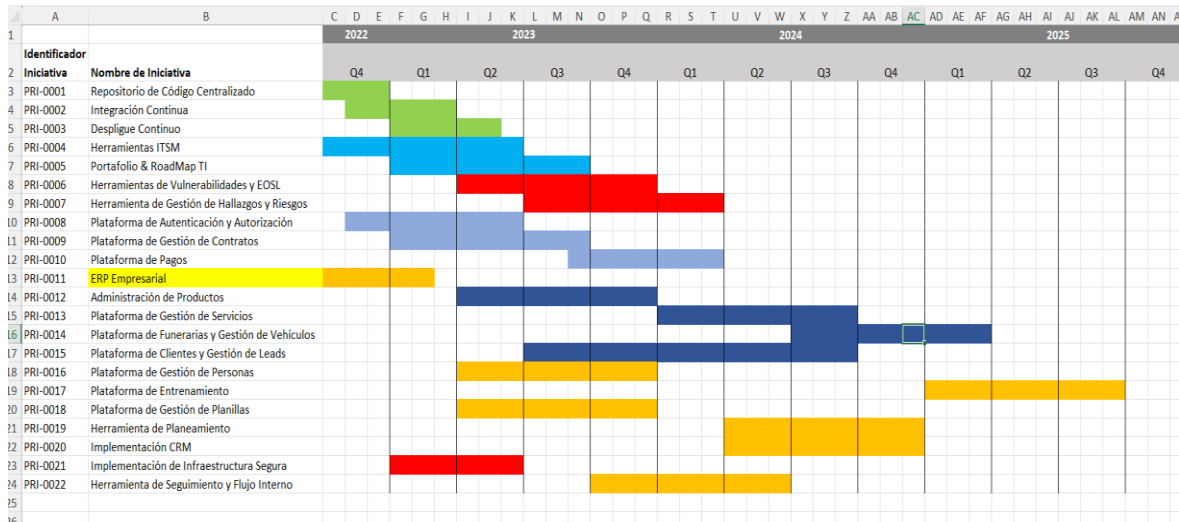 A B C D E F G H I J K L M N O P Q R S T U V W X Y Z AA AB AC AD AE AF AG AH AI AJ AK AL AM AN
1 2022 2023 2024 2025
Identificador
2 Iniciativa Nombre de Iniciativa Q4 Q1 Q2 Q3 Q4 Q1 Q2 Q3 Q4 Q1 Q2 Q3 Q4
3 PRI-0001 Repositorio de Código Centralizado
4 PRI-0002 Integración Continua
5 PRI-0003 Despligue Continuo
6 PRI-0004 Herramientas ITSM
7 PRI-0005 Portafolio & RoadMap TI
8 PRI-0006 Herramientas de Vulnerabilidades y EOSL
9 PRI-0007 Herramienta de Gestión de Hallazgos y Riesgos
10 PRI-0008 Plataforma de Autenticación y Autorización
11 PRI-0009 Plataforma de Gestión de Contratos
12 PRI-0010 Plataforma de Pagos
13 PRI-0011 ERP Empresarial
14 PRI-0012 Administración de Productos
15 PRI-0013 Plataforma de Gestión de Servicios
16 PRI-0014 Plataforma de Funerarias y Gestión de Vehículos
17 PRI-0015 Plataforma de Clientes y Gestión de Leads
18 PRI-0016 Plataforma de Gestión de Personas
19 PRI-0017 Plataforma de Entrenamiento
20 PRI-0018 Plataforma de Gestión de Planillas
21 PRI-0019 Herramienta de Planeamiento
22 PRI-0020 Implementación CRM
23 PRI-0021 Implementación de Infraestructura Segura
24 PRI-0022 Herramienta de Seguimiento y Flujo Interno
25